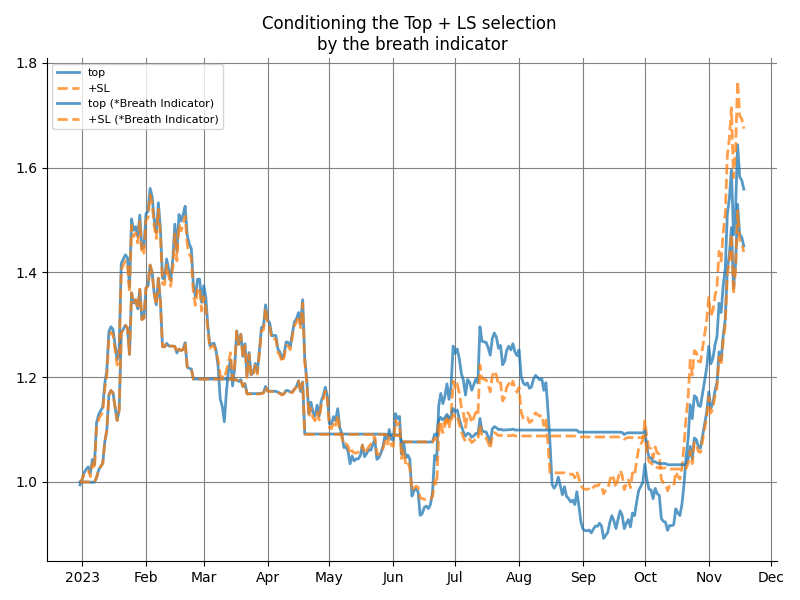 Conditioning the Top + LS selection
by the breath indicator
top
+SL
top (*Breath Indicator)
+SL (*Breath Indicator)
1.8
1.6
1.4
1.2
1.0
2023 Feb Mar Apr May Jun Jul Aug Sep Oct Nov Dec